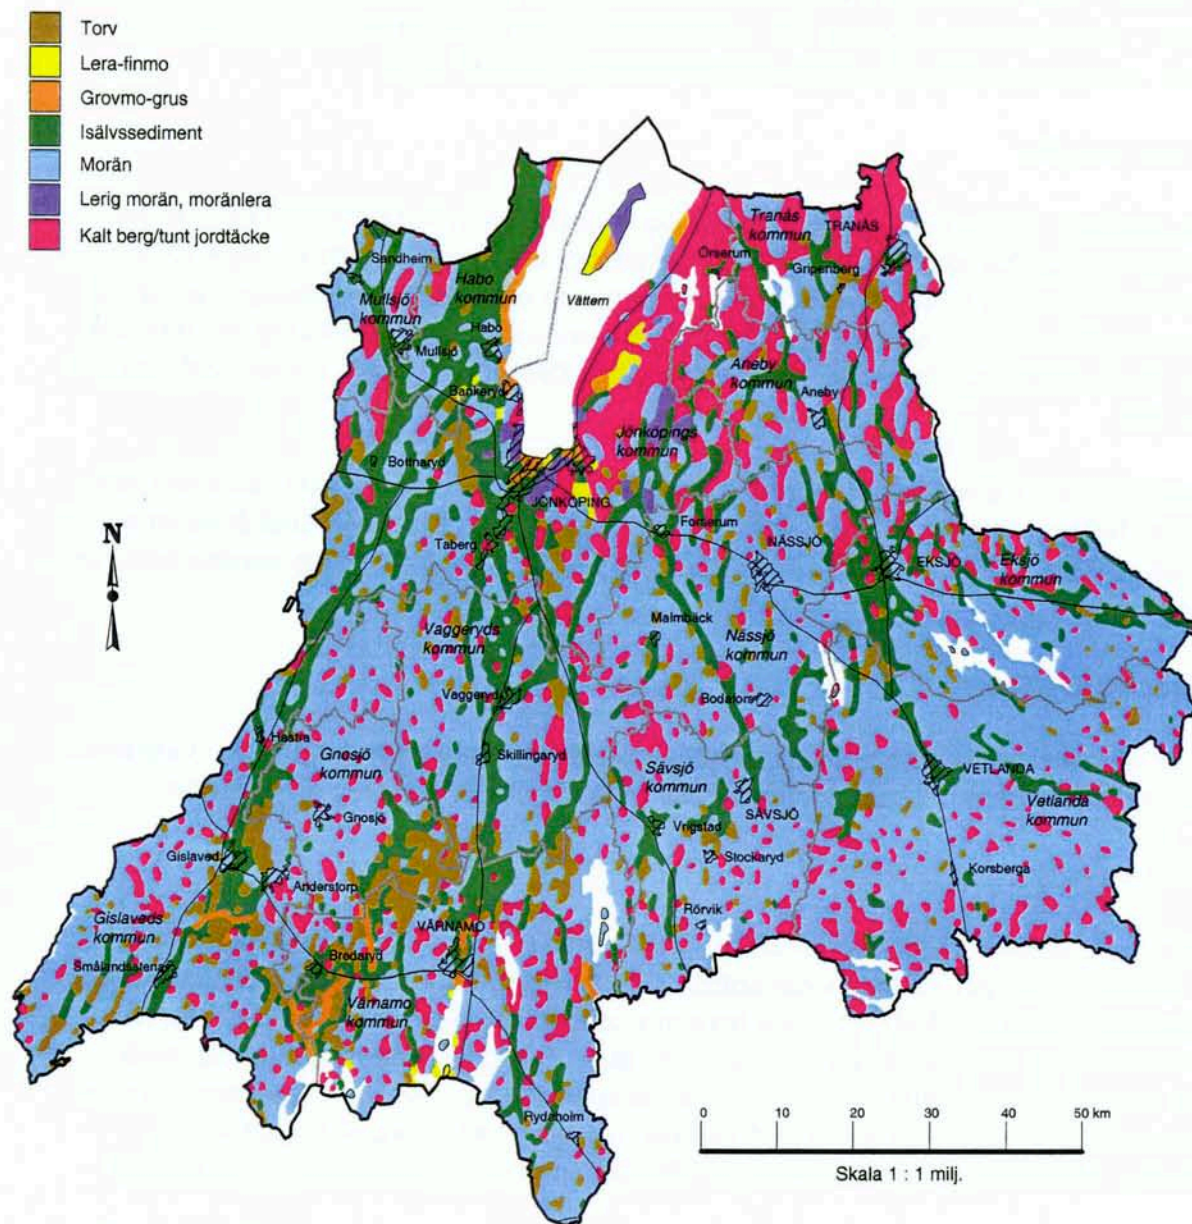 Torv
Lera-finmo
Grovmo-grus
Isälvssediment
Morän
Lerig morän, moränlera
Kalt berg/tunt jordtäcke
Tranås
kommun
TRANÅS
Örserum
Gripenberg
Sandhem
Habo
kommun
Mullsjö
kommun
Vättern
Habo
Mullsjö
Aneby
kommun
Bankeryd
Aneby
Jönköpings
kommun
Bottnaryd
JÖNKÖPING
Forserum
N
Taberg
NÄSSJÖ
EKSJÖ
Eksjö
kommun
Malmbäck
Vaggeryds
kommun
Nässjö
kommun
Vaggeryd
Bodafors
Hestra
Gnosjö
kommun
Skillingaryd
Sävsjö
kommun
VETLANDA
SÄVSJÖ
Vetlanda
kommun
Gnosjö
Vrigstad
Gislaved
Stockaryd
Anderstorp
Korsberga
Gislaveds
kommun
Rörvik
VÄRNAMO
Bredaryd
Smålandsstenar
Värnamo
kommun
Rydaholm
0 10 20 30 40 50 km
Skala 1 : 1 milj.